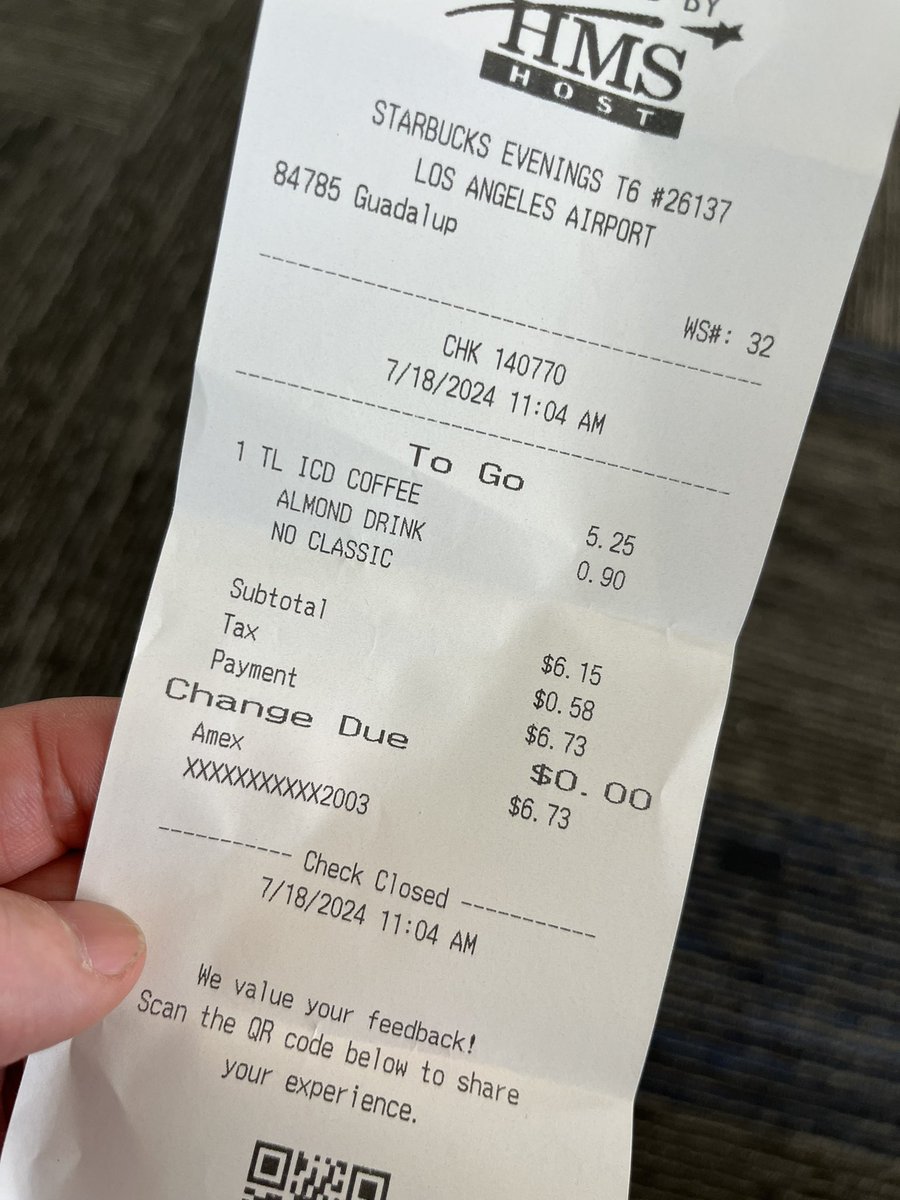 BY
HMS
HOST
STARBUCKS EVENINGS T6 #26137
LOS ANGELES AIRPORT
84785 Guadalup
WS#: 32
CHK 140770
7/18/2024 11:04 AM
To Go
1 TL ICD COFFEE 5.25
ALMOND DRINK 0.90
NO CLASSIC
Subtotal $6.15
Tax $0.58
Payment $6.73
Change Due $0.00
Amex $6.73
XXXXXXXXXXX2003
---------- Check Closed ----------
7/18/2024 11:04 AM
We value your feedback!
Scan the QR code below to share
your experience.